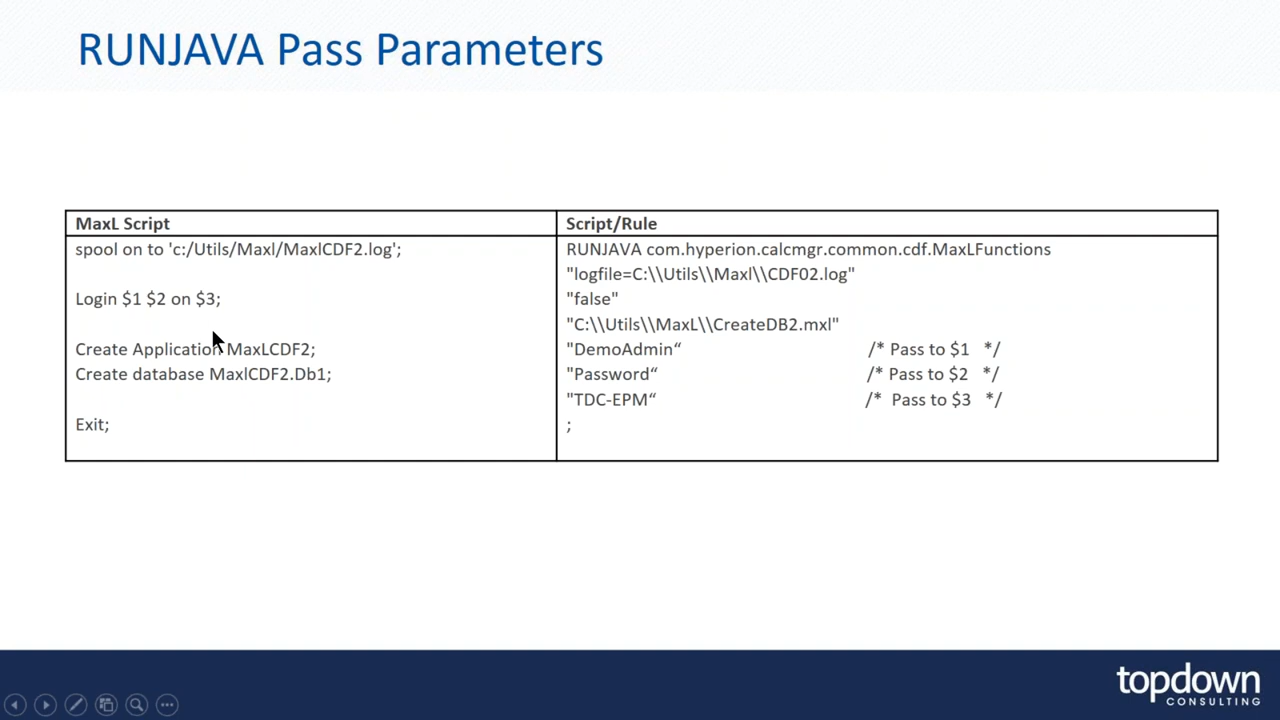 RUNJAVA Pass Parameters
MaxL Script
spool on to 'c:/Utils/Maxl/MaxlCDF2.log';
Login $1 $2 on $3;
Create Application MaxLCDF2;
Create database MaxlCDF2.Db1;
Exit;
Script/Rule
RUNJAVA com.hyperion.calcmgr.common.cdf.MaxLFunctions
"logfile=C:\\Utils\\Maxl\\CDF02.log"
"false"
"C:\\Utils\\MaxL\\CreateDB2.mxl"
"DemoAdmin“ /* Pass to $1 */
"Password“ /* Pass to $2 */
"TDC-EPM“ /* Pass to $3 */
;
topdown
CONSULTING